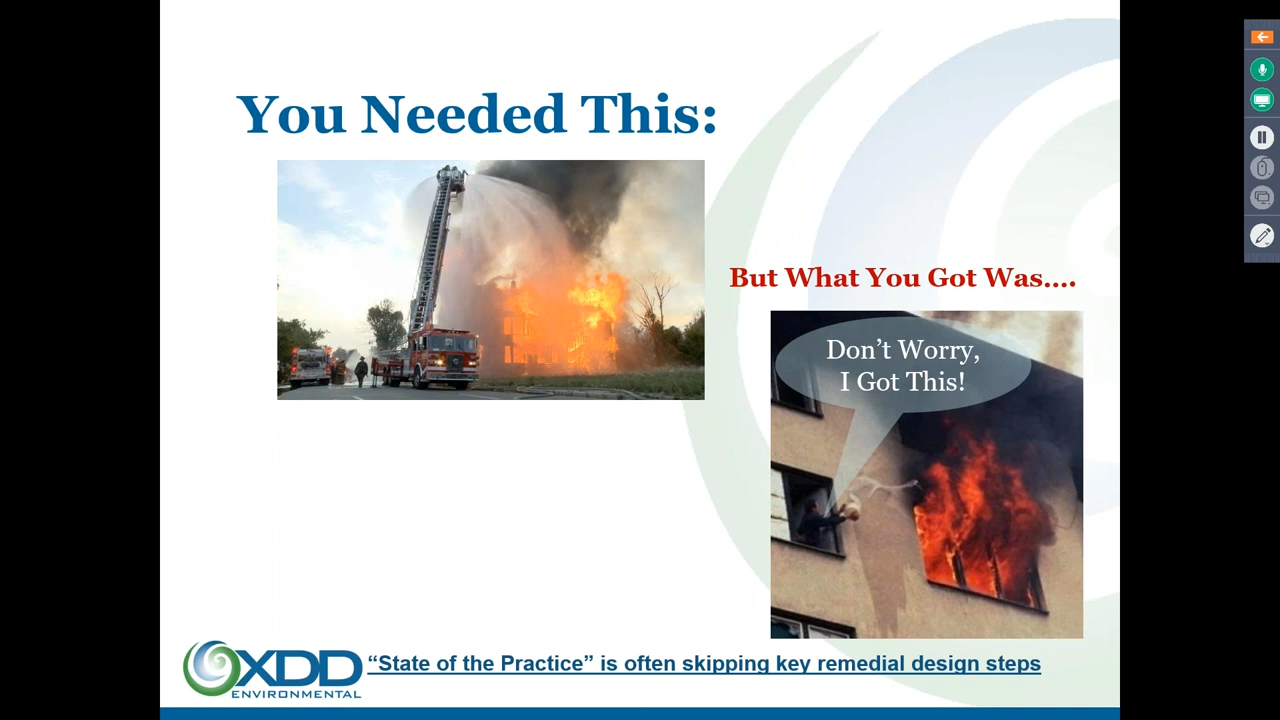 You Needed This:
But What You Got Was....
Don’t Worry,
I Got This!
XDD
ENVIRONMENTAL
“State of the Practice” is often skipping key remedial design steps